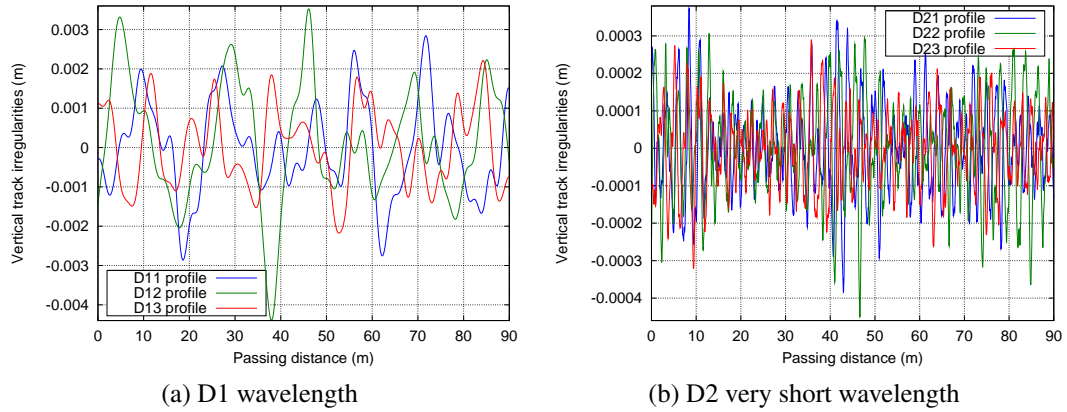 Vertical track irregularities (m)
0.003
0.002
0.001
0
-0.001
-0.002
-0.003
-0.004
D11 profile
D12 profile
D13 profile
0 10 20 30 40 50 60 70 80 90
Passing distance (m)
(a) D1 wavelength
Vertical track irregularities (m)
0.0003
0.0002
0.0001
0
-0.0001
-0.0002
-0.0003
-0.0004
D21 profile
D22 profile
D23 profile
0 10 20 30 40 50 60 70 80 90
Passing distance (m)
(b) D2 very short wavelength